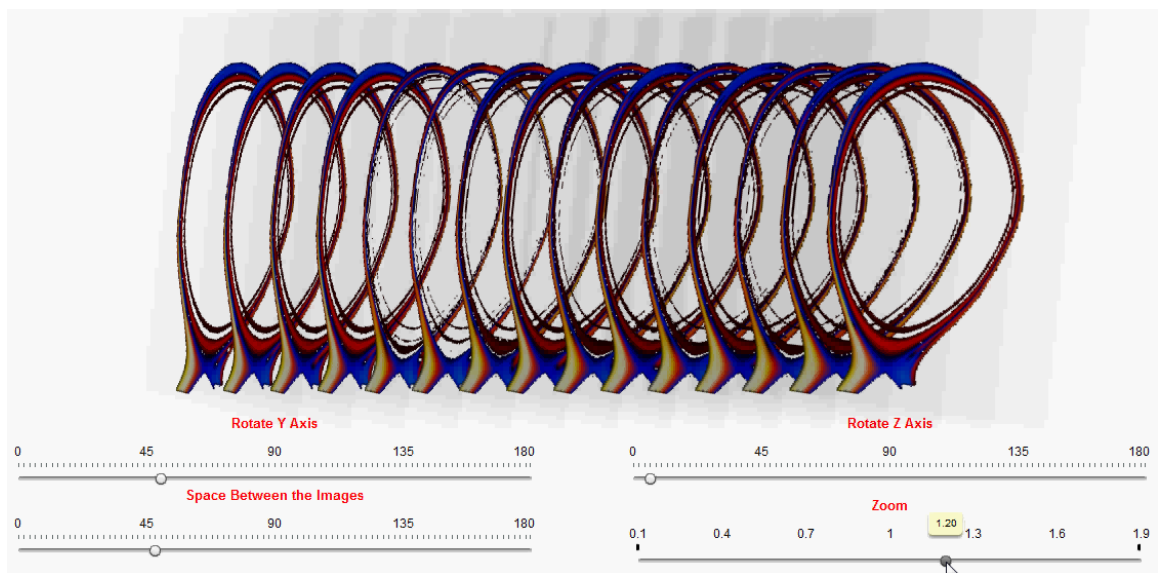 Rotate Y Axis
Rotate Z Axis
0 45 90 135 180
0 45 90 135 180
Space Between the Images
Zoom
1.20
0 45 90 135 180
0.1 0.4 0.7 1 1.3 1.6 1.9